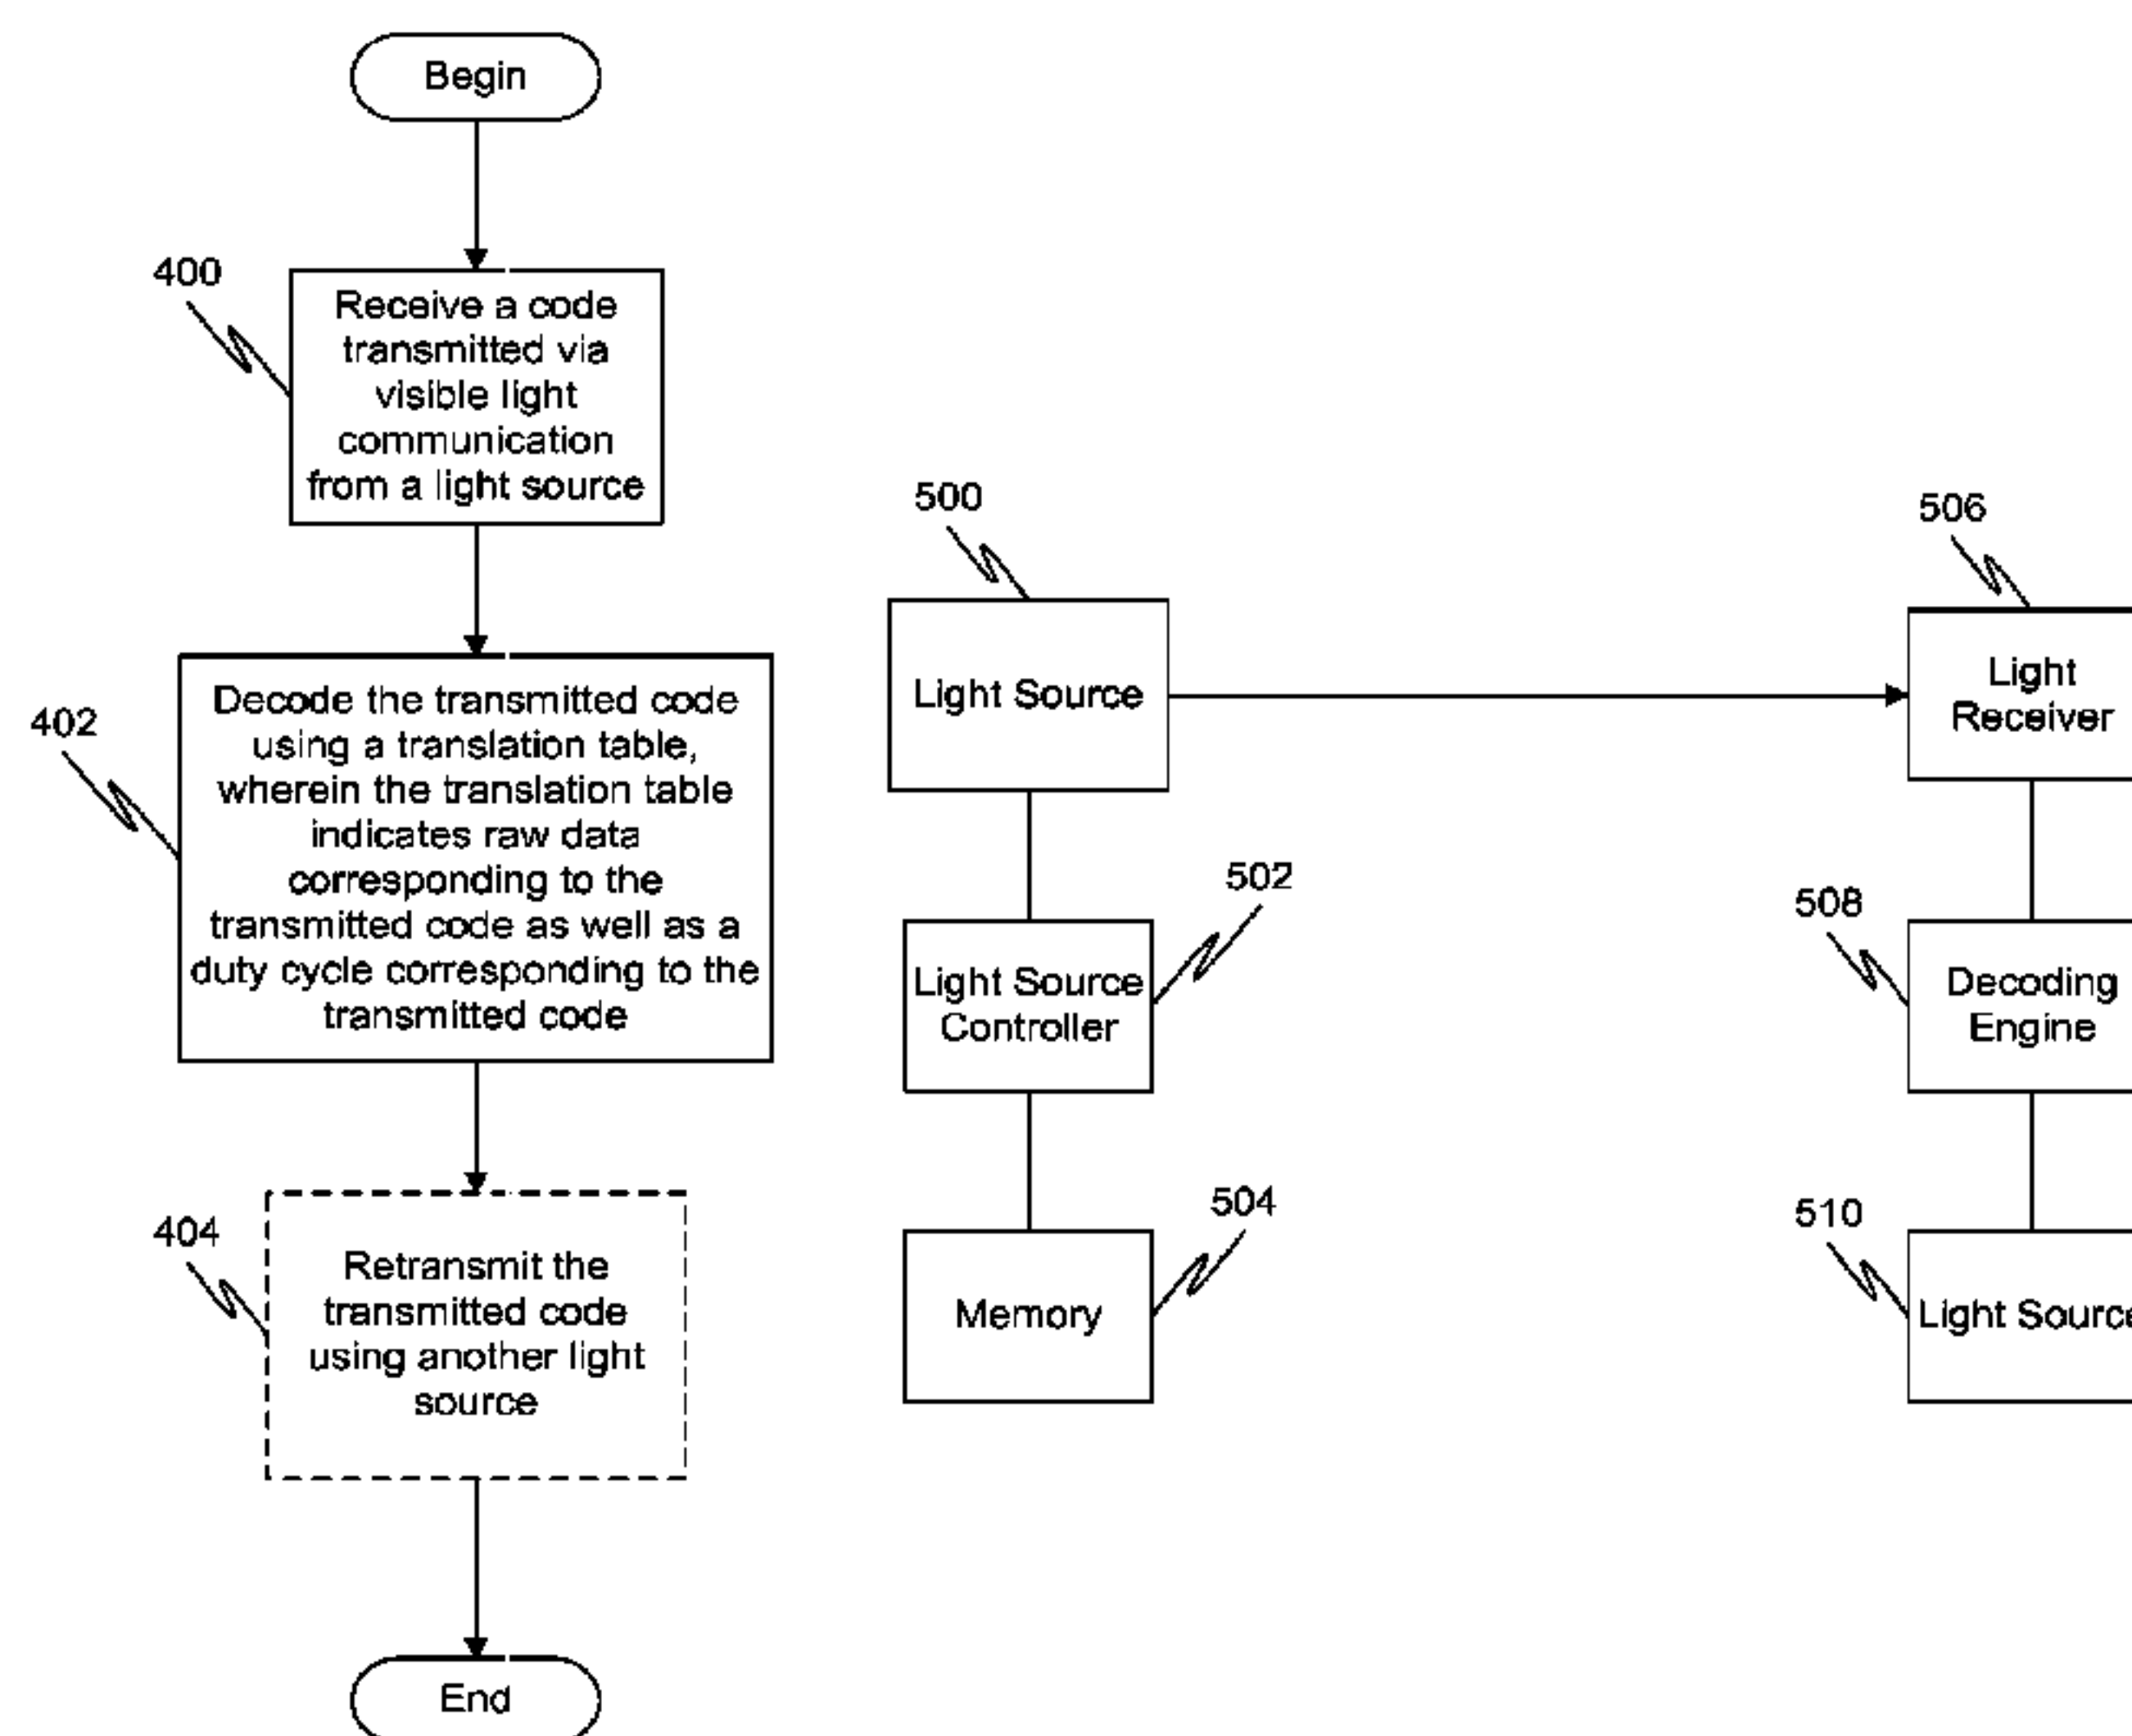 Begin
400
Receive a code
transmitted via
visible light
communication
from a light source
402
Decode the transmitted code
using a translation table,
wherein the translation table
indicates raw data
corresponding to the
transmitted code as well as a
duty cycle corresponding to the
transmitted code
404
Retransmit the
transmitted code
using another light
source
End
500
Light Source
502
Light Source
Controller
504
Memory
506
Light
Receiver
508
Decoding
Engine
510
Light Source